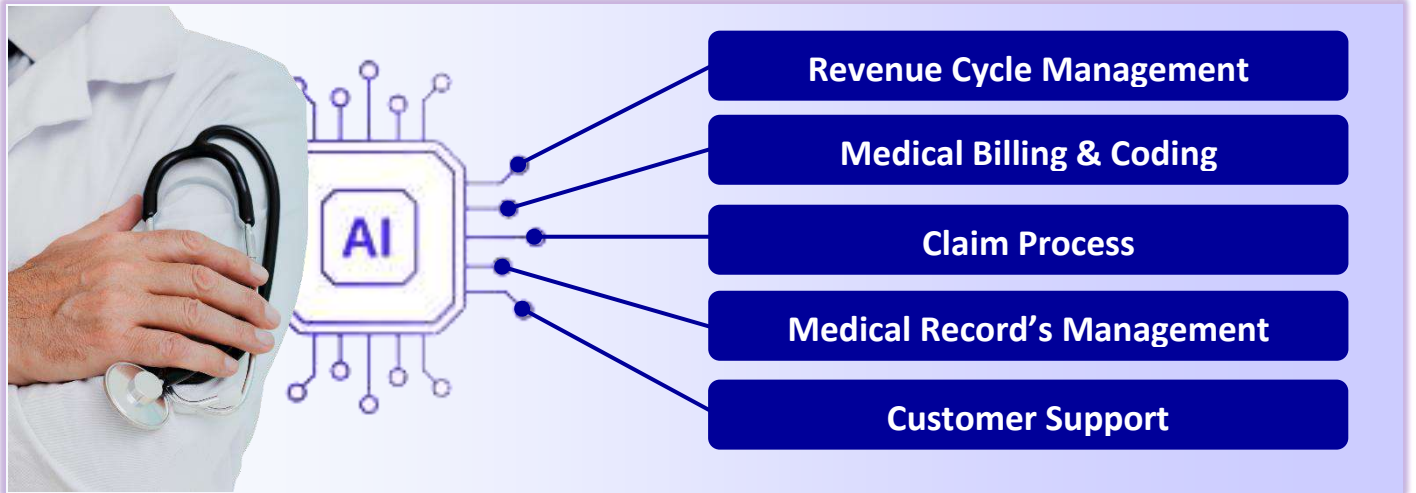 AI
Revenue Cycle Management
Medical Billing & Coding
Claim Process
Medical Record’s Management
Customer Support